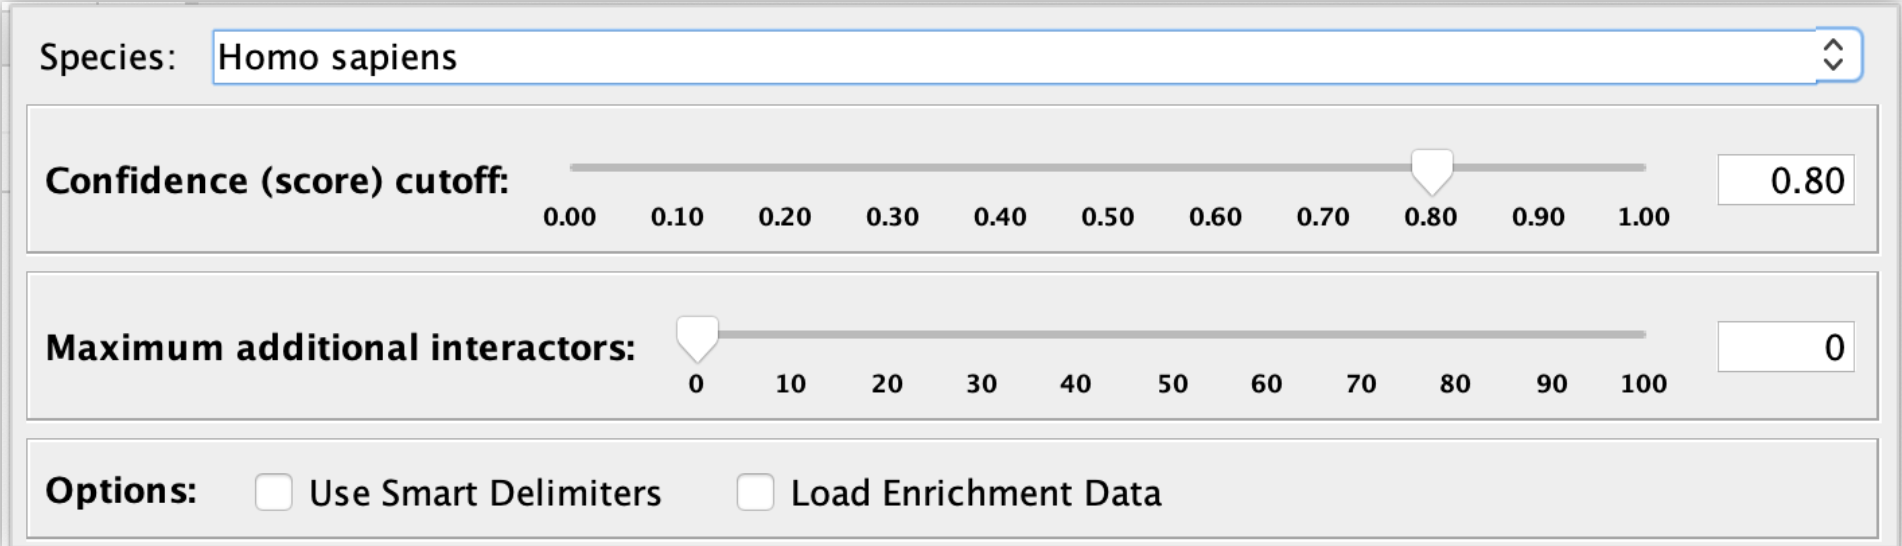 Species: Homo sapiens
Confidence (score) cutoff: 0.80
0.00 0.10 0.20 0.30 0.40 0.50 0.60 0.70 0.80 0.90 1.00
Maximum additional interactors: 0
0 10 20 30 40 50 60 70 80 90 100
Options: Use Smart Delimiters Load Enrichment Data